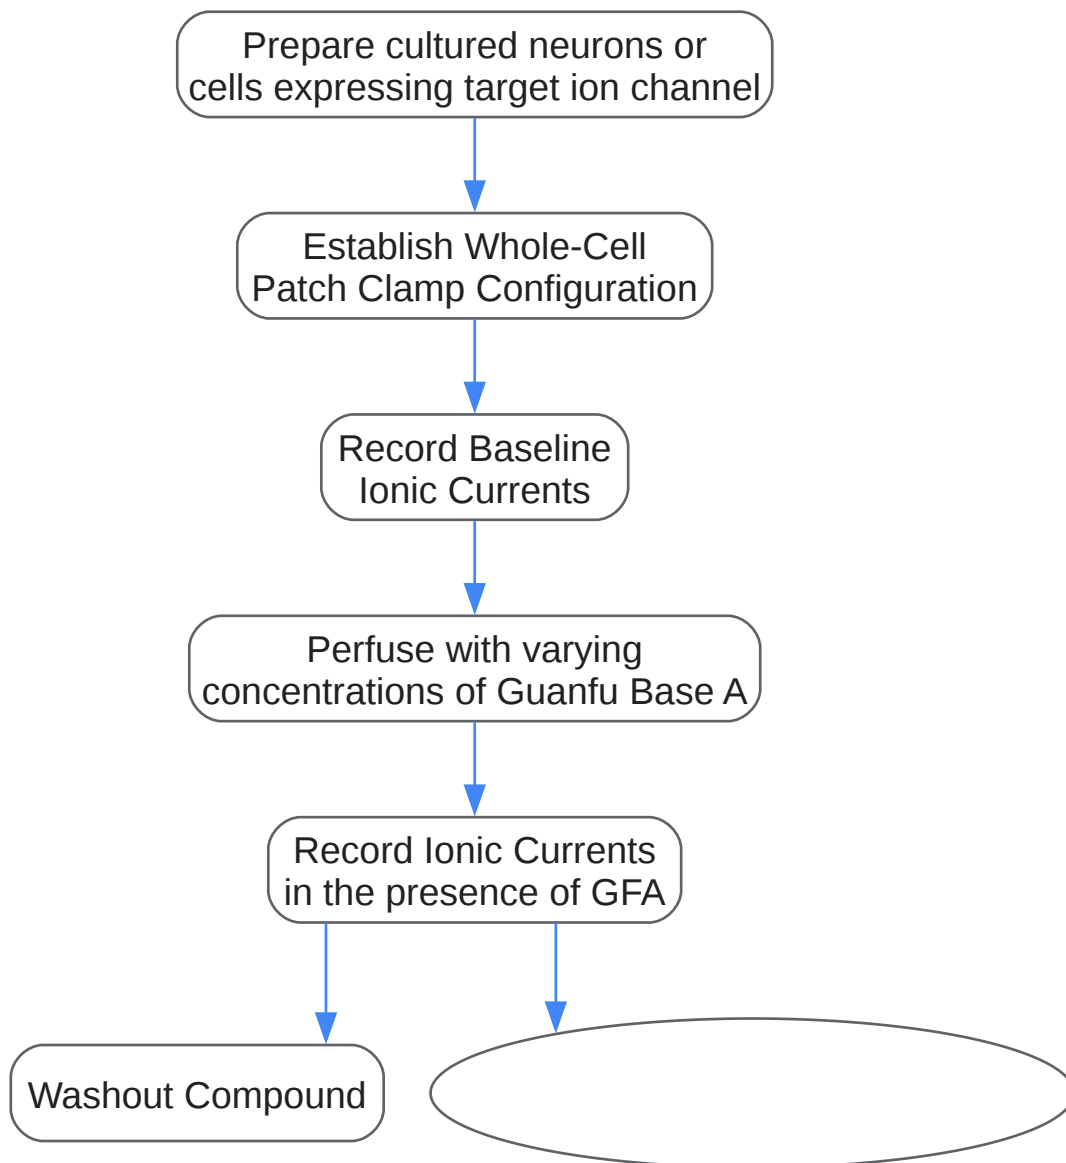 Prepare cultured neurons or
cells expressing target ion channel
Establish Whole-Cell
Patch Clamp Configuration
Record Baseline
Ionic Currents
Perfuse with varying
concentrations of Guanfu Base A
Record Ionic Currents
in the presence of GFA
Washout Compound